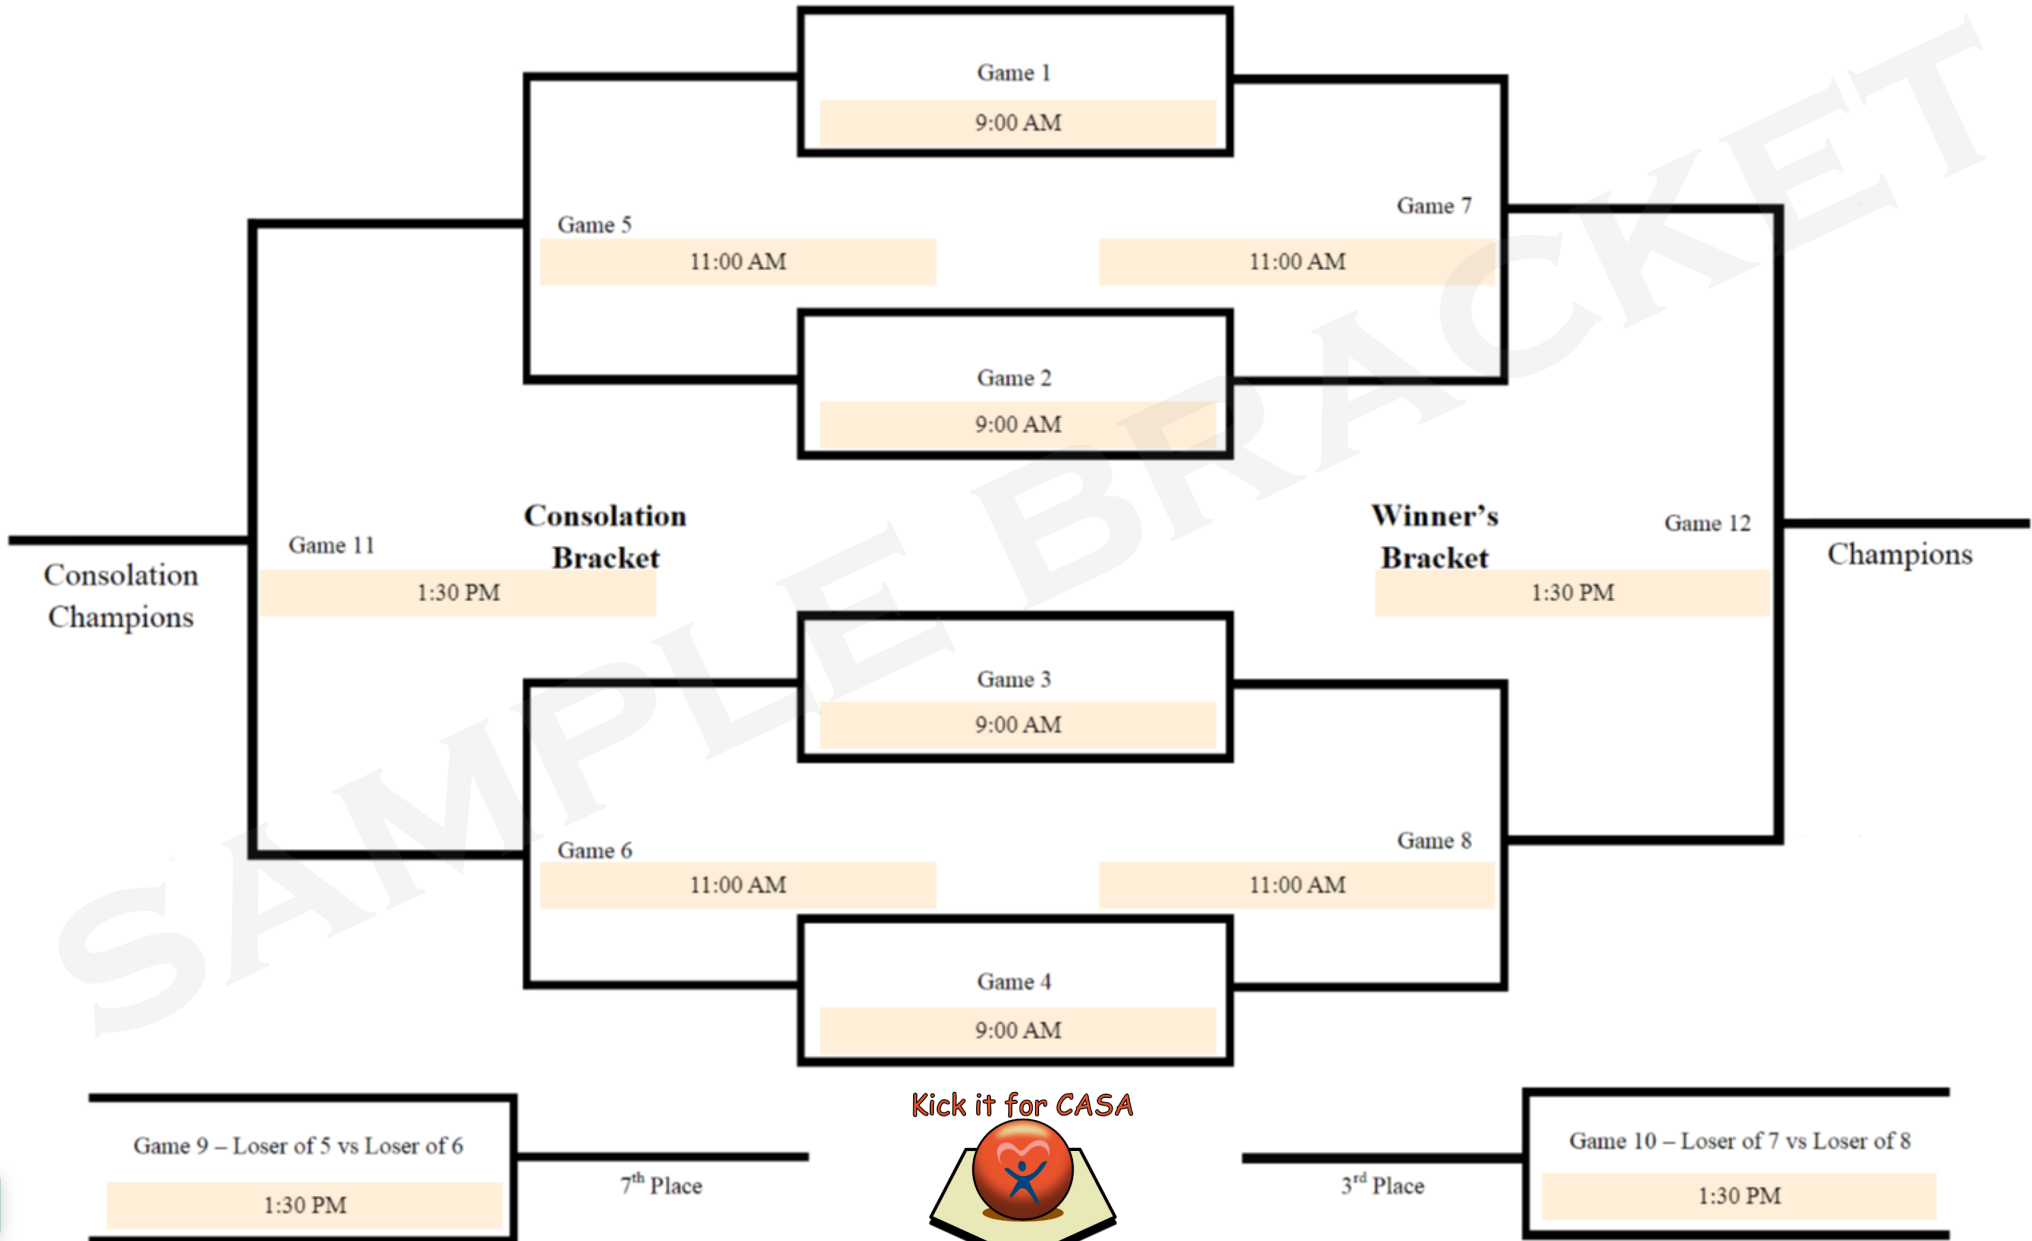 Game 1
9:00 AM
Game 5
11:00 AM
Game 7
11:00 AM
Game 2
9:00 AM
Consolation
Bracket
Winner’s
Bracket
Game 11
1:30 PM
Game 12
1:30 PM
Consolation
Champions
Champions
Game 3
9:00 AM
Game 6
11:00 AM
Game 8
11:00 AM
Game 4
9:00 AM
SAMPLE BRACKET
Game 9 – Loser of 5 vs Loser of 6
1:30 PM
7th Place
Kick it for CASA
3rd Place
Game 10 – Loser of 7 vs Loser of 8
1:30 PM